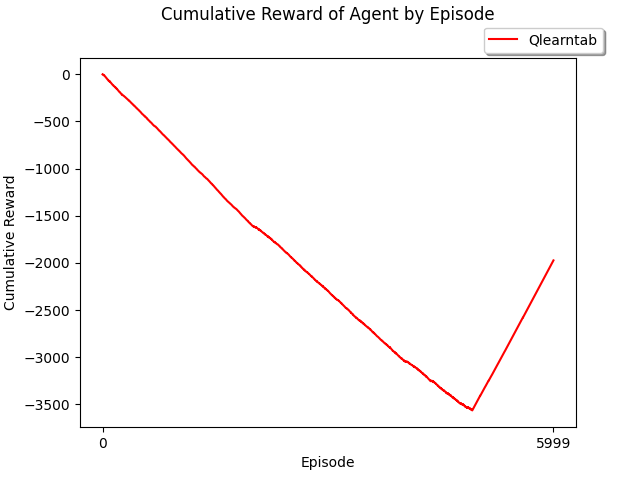 Cumulative Reward of Agent by Episode
Qlearntab
0
−500
−1000
−1500
−2000
−2500
−3000
−3500
Cumulative Reward
0 5999
Episode